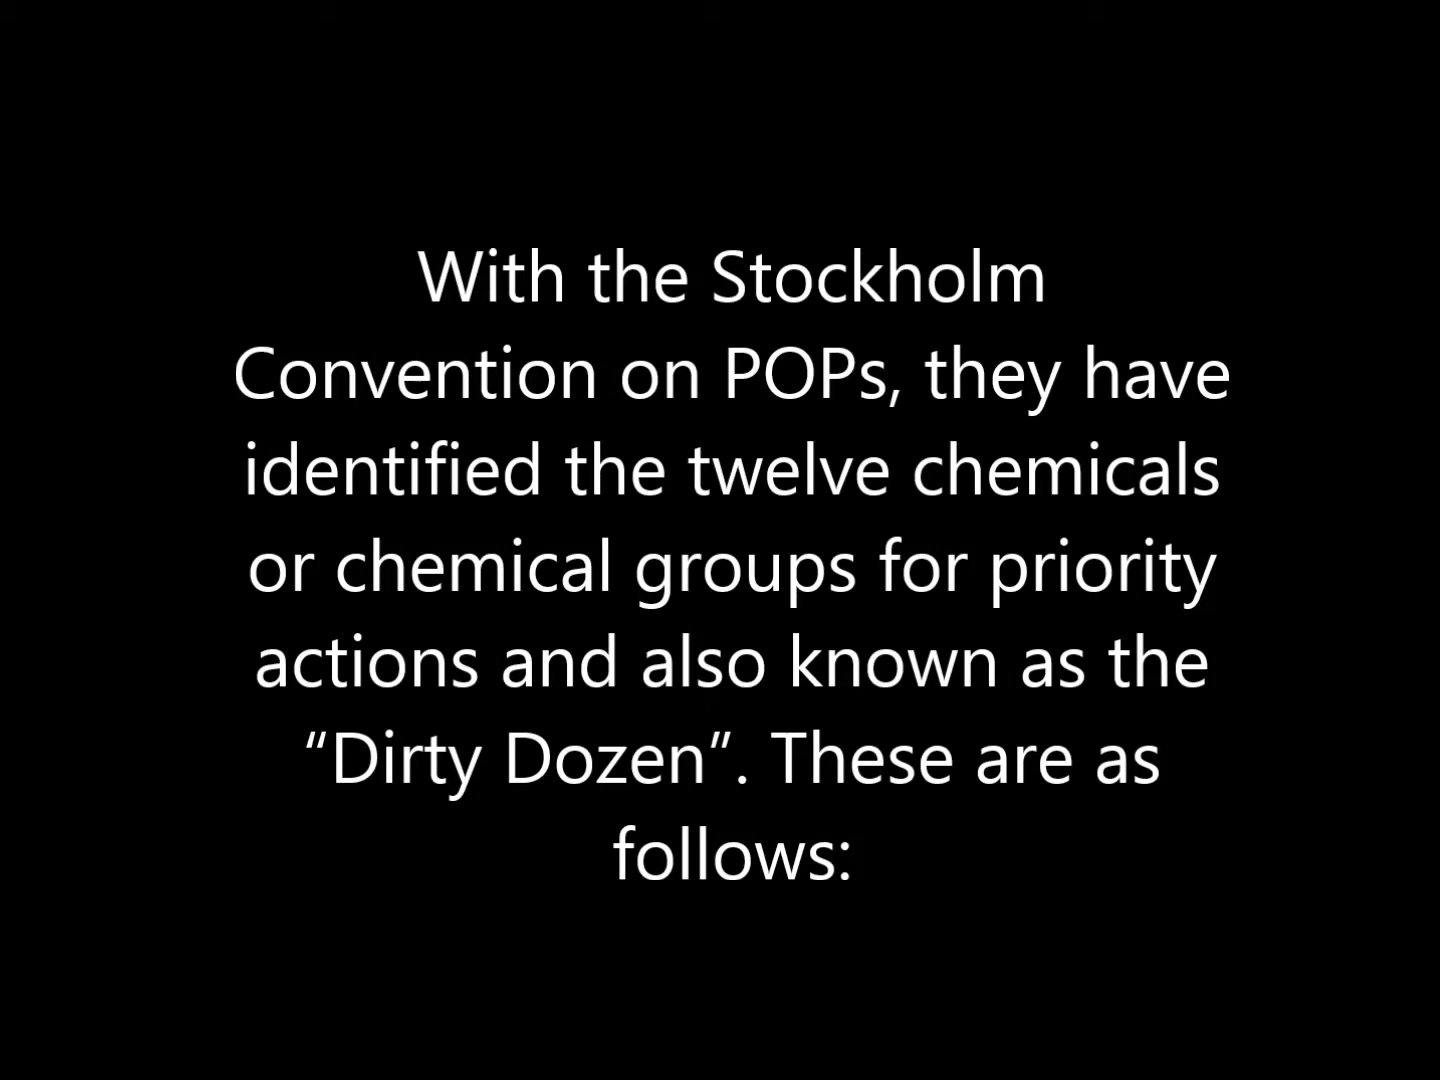 With the Stockholm
Convention on POPs, they have
identified the twelve chemicals
or chemical groups for priority
actions and also known as the
“Dirty Dozen”. These are as
follows: